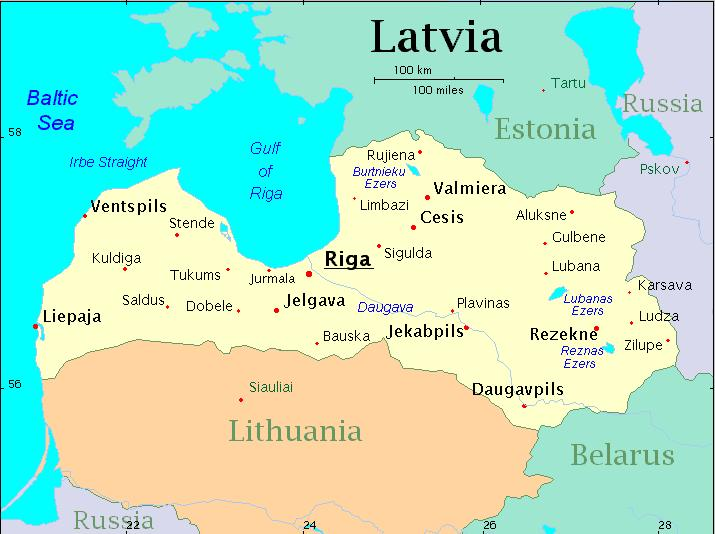 Latvia
100 km
100 miles
Tartu
Baltic
Sea
Russia
Estonia
58
Irbe Straight
Gulf
of
Riga
Rujiena
Burtnieku
Ezers
Pskov
Valmiera
Ventspils
Limbazi
Cesis
Aluksne
Stende
Gulbene
Kuldiga
Riga
Sigulda
Tukums
Jurmala
Lubana
Karsava
Saldus
Dobele
Jelgava
Daugava
Plavinas
Lubanas
Ezers
Liepaja
Ludza
Bauska
Jekabpils
Rezekne
Zilupe
Reznas
Ezers
56
Siauliai
Daugavpils
Lithuania
Belarus
Russia
22
24
26
28